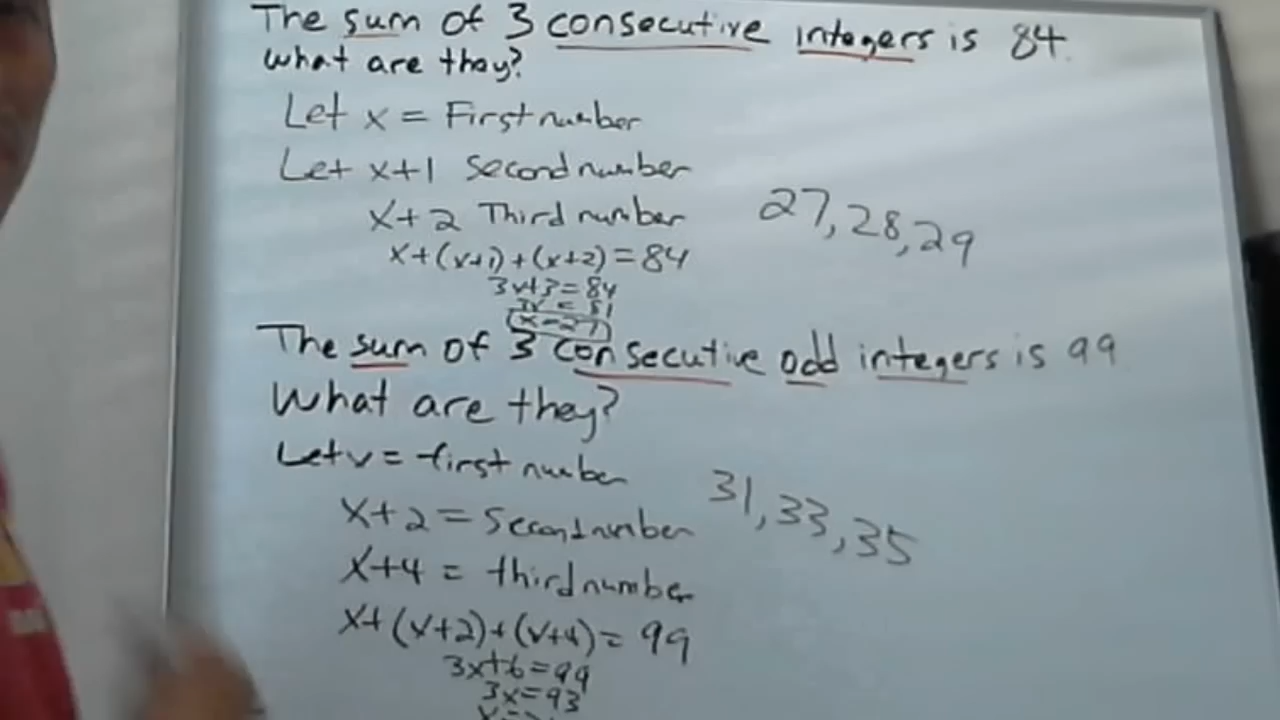 The sum of 3 consecutive integers is 84.
What are they?
Let x = First number
Let x+1 Second number
x+2 Third number
27, 28, 29
x+(x+1)+(x+2)=84
3x+3=84
3x = 81
x=27
The sum of 3 consecutive odd integers is 99
What are they?
Let x = first number
x+2 = Second number
31, 33, 35
x+4 = third number
x+(x+2)+(x+4)= 99
3x+6=99
3x=93